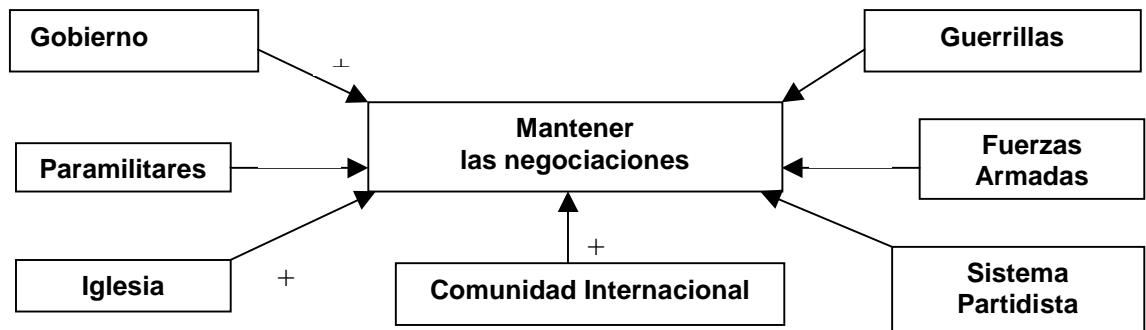 Gobierno
Guerrillas
+
Mantener
las negociaciones
Paramilitares
Fuerzas
Armadas
+
Iglesia
+
Comunidad Internacional
Sistema
Partidista